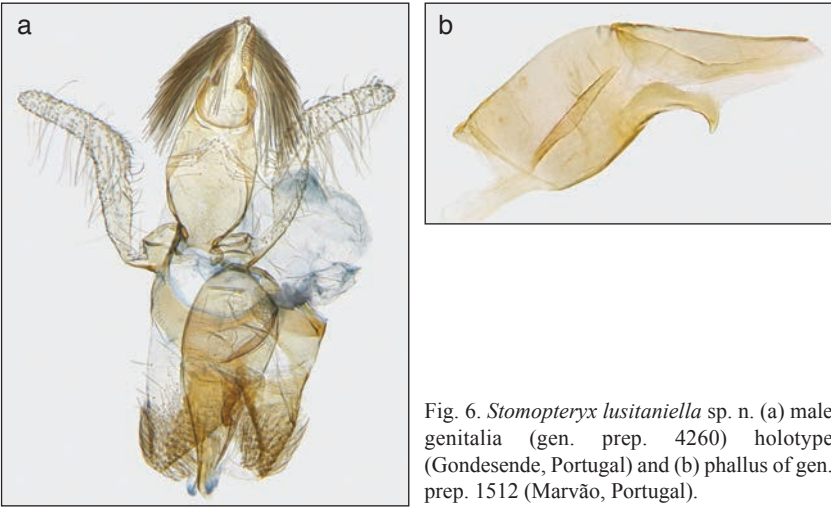 a
b
Fig. 6. Stomopteryx lusitaniella sp. n. (a) male
genitalia (gen. prep. 4260) holotype
(Gondesende, Portugal) and (b) phallus of gen.
prep. 1512 (Marvão, Portugal).